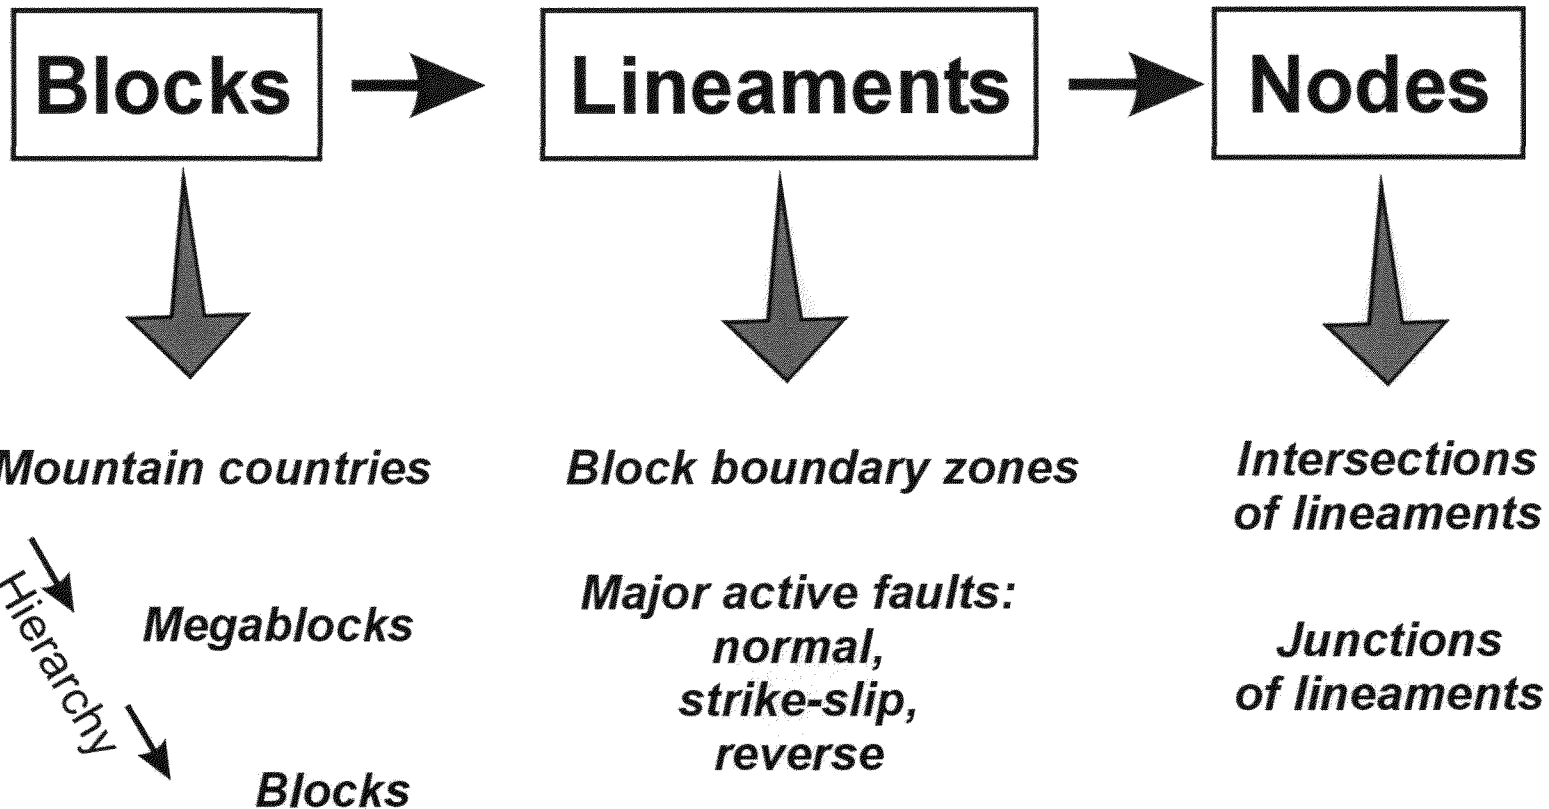 Blocks
Lineaments
Nodes
Mountain countries
Hierarchy
Megablocks
Blocks
Block boundary zones
Major active faults:
normal,
strike-slip,
reverse
Intersections
of lineaments
Junctions
of lineaments